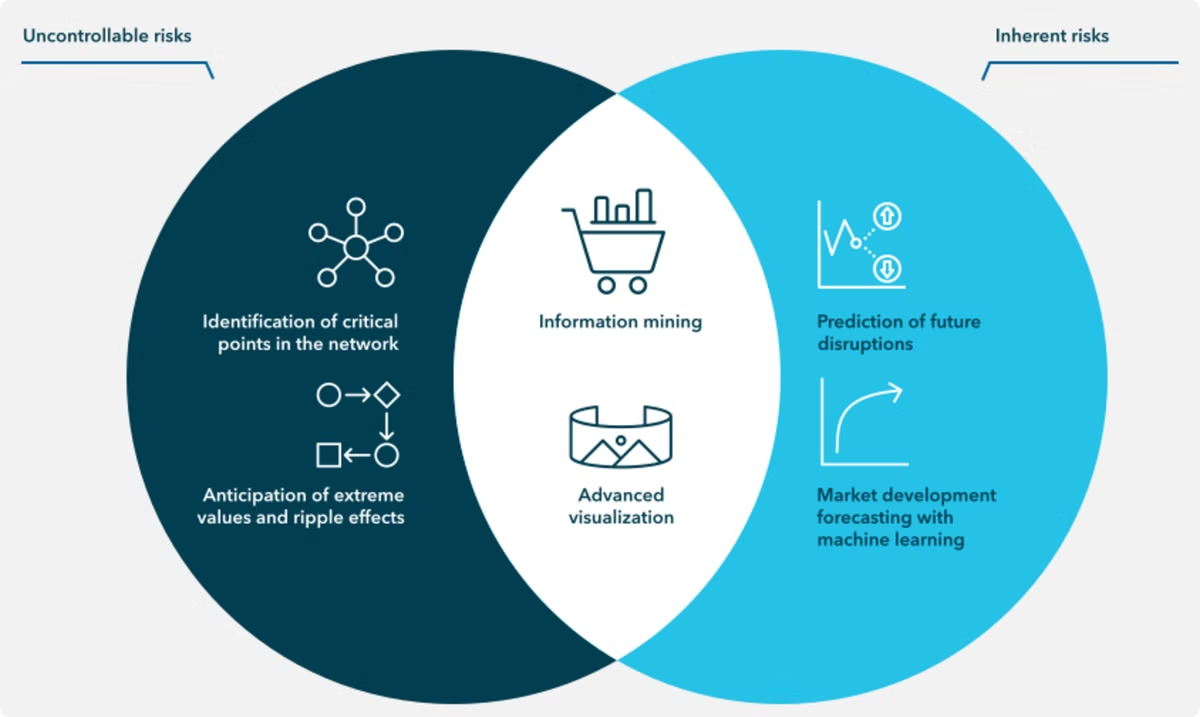 Uncontrollable risks
Inherent risks
Identification of critical
points in the network
Anticipation of extreme
values and ripple effects
Information mining
Advanced
visualization
Prediction of future
disruptions
Market development
forecasting with
machine learning